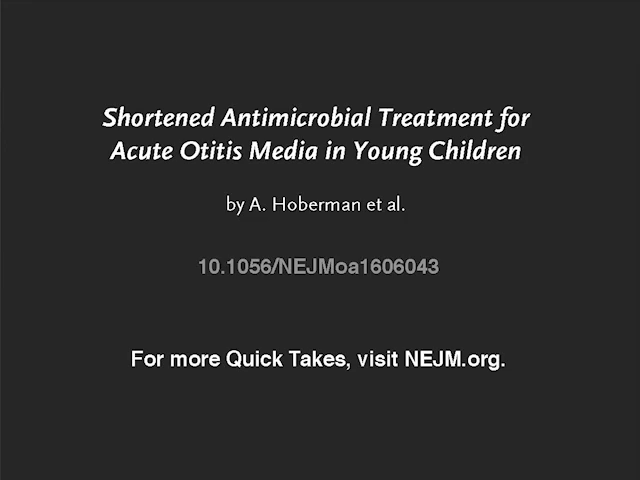 Shortened Antimicrobial Treatment for
Acute Otitis Media in Young Children
by A. Hoberman et al.
10.1056/NEJMoa1606043
For more Quick Takes, visit NEJM.org.